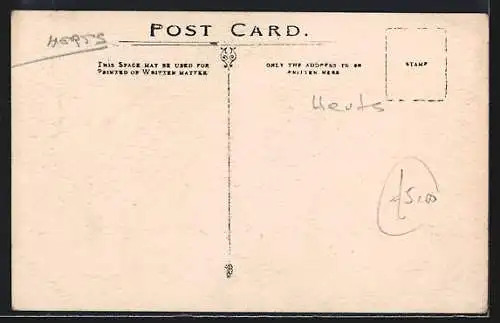 HERTS
POST CARD.
THIS SPACE MAY BE USED FOR
PRINTED OR WRITTEN MATTER.
ONLY THE ADDRESS TO BE
WRITTEN HERE
STAMP
Herts
£5.00